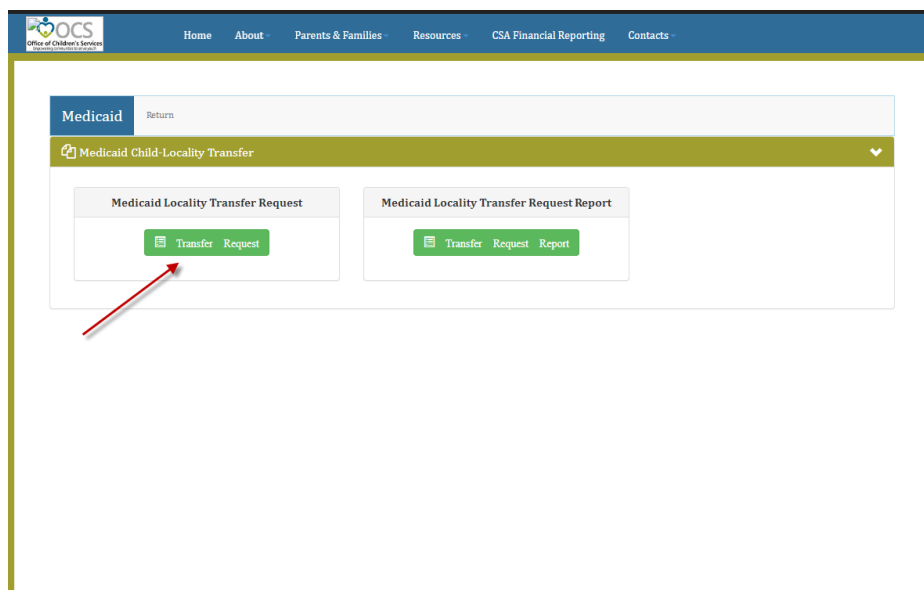 OCS
Office of Children's Services
Home About Parents & Families Resources CSA Financial Reporting Contacts
Medicaid Return
Medicaid Child-Locality Transfer
Medicaid Locality Transfer Request Medicaid Locality Transfer Request Report
Transfer Request Transfer Request Report